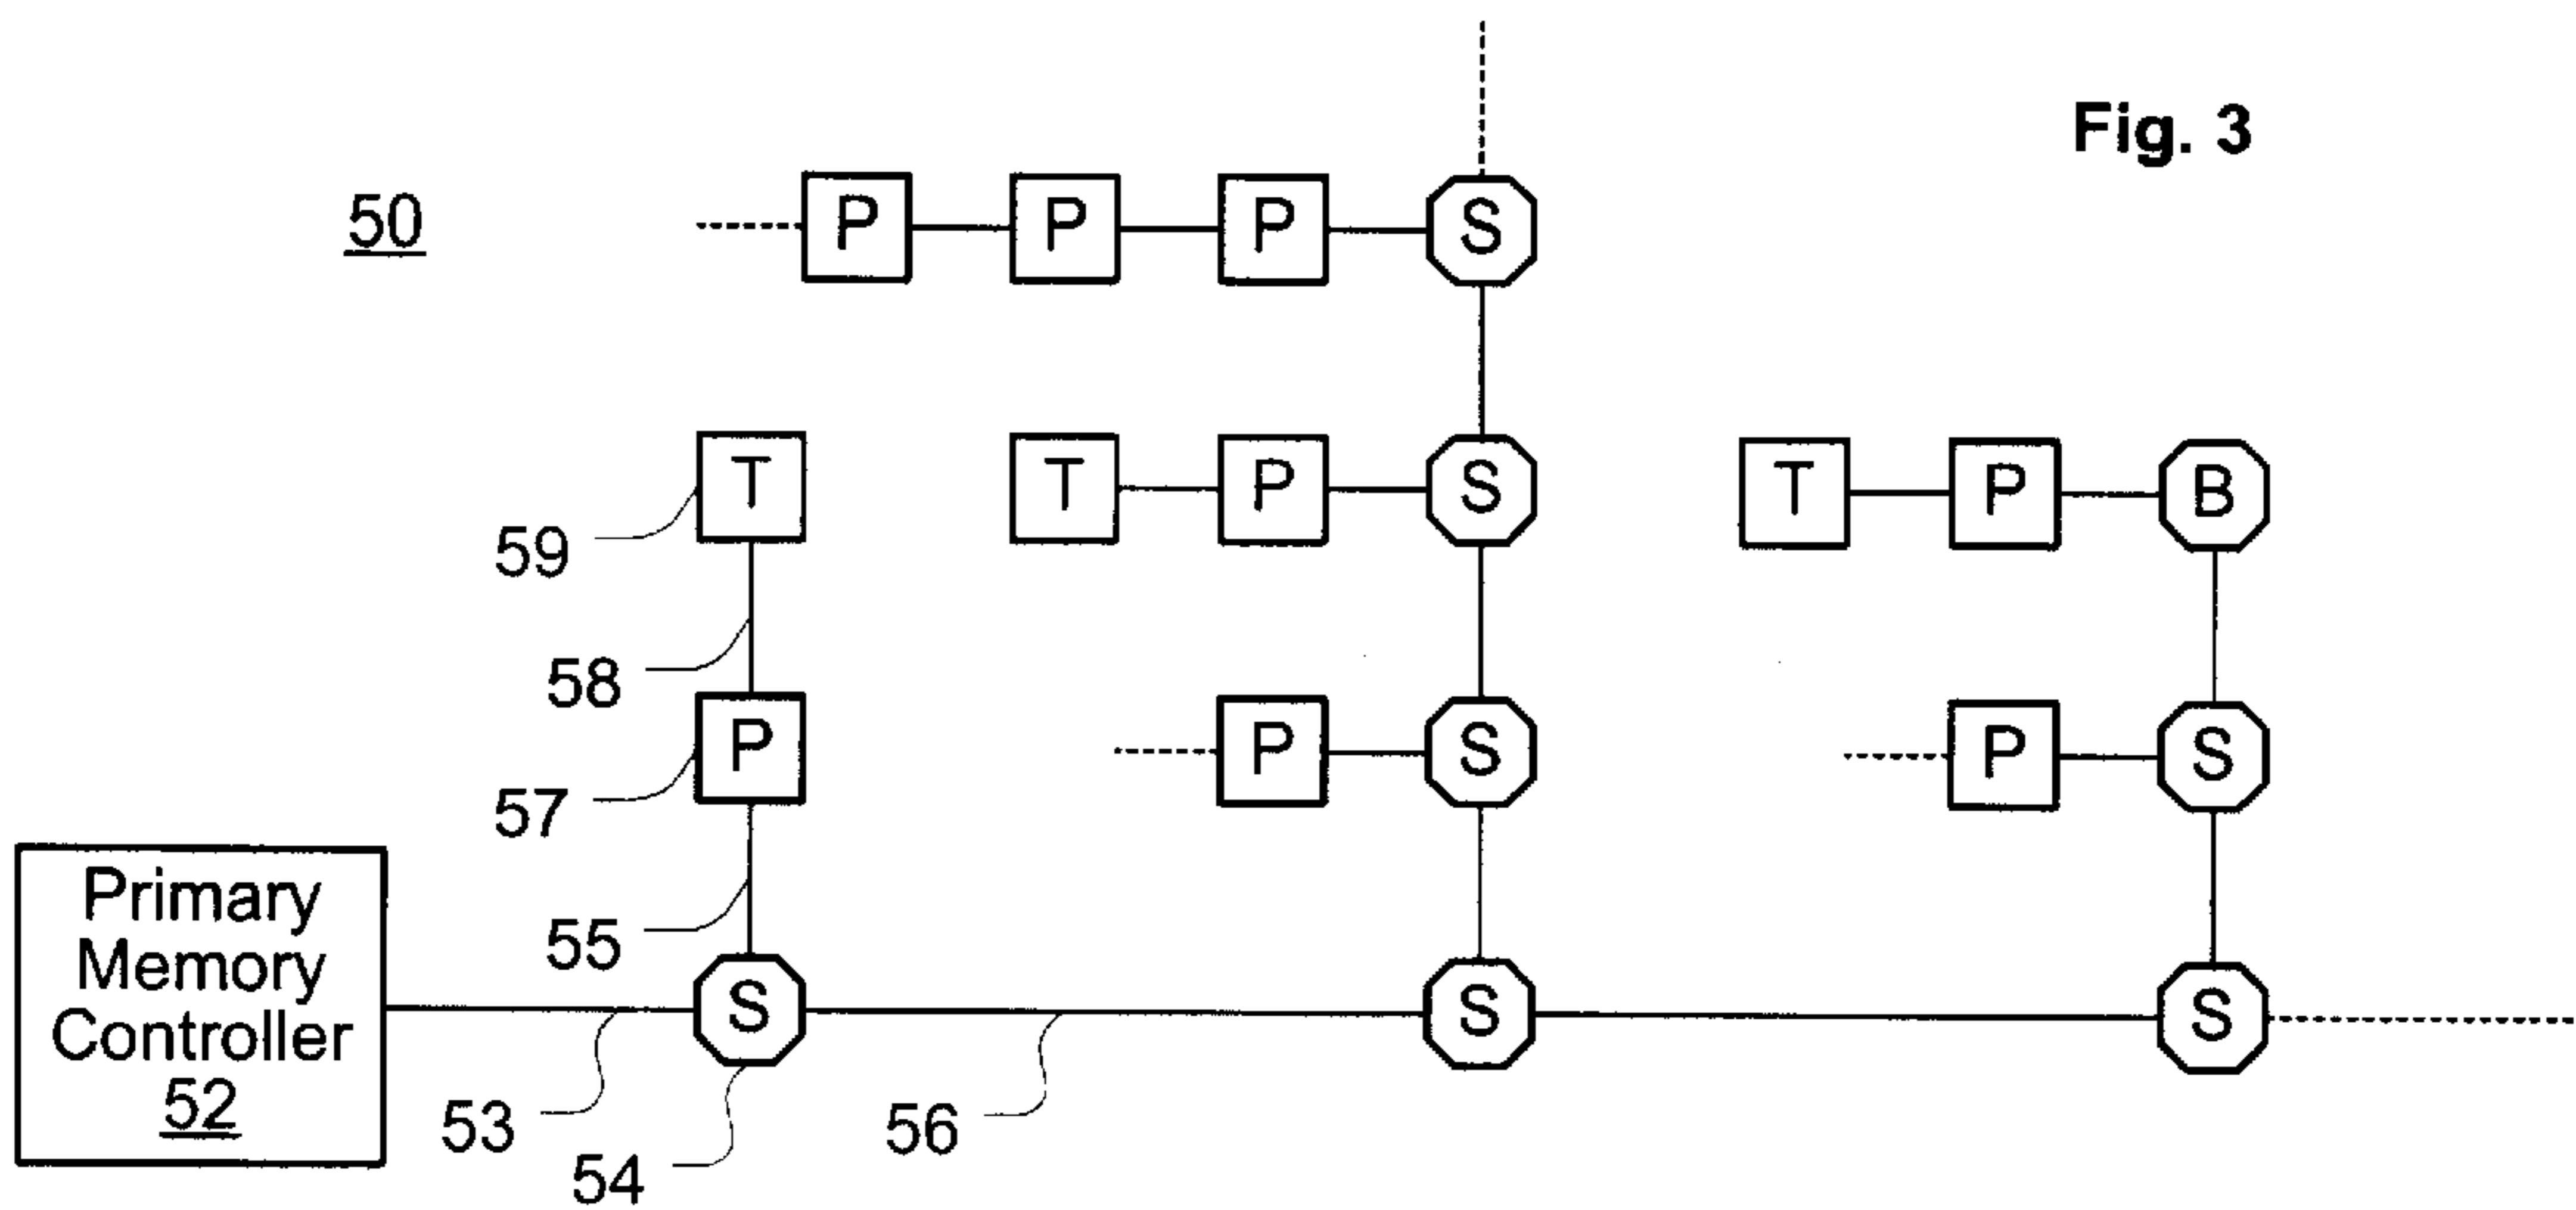 Fig. 3
50
P P P S
T T P S T P B
59
58
P P S P S
57
55
Primary
Memory
Controller
52
S S S
53
54
56